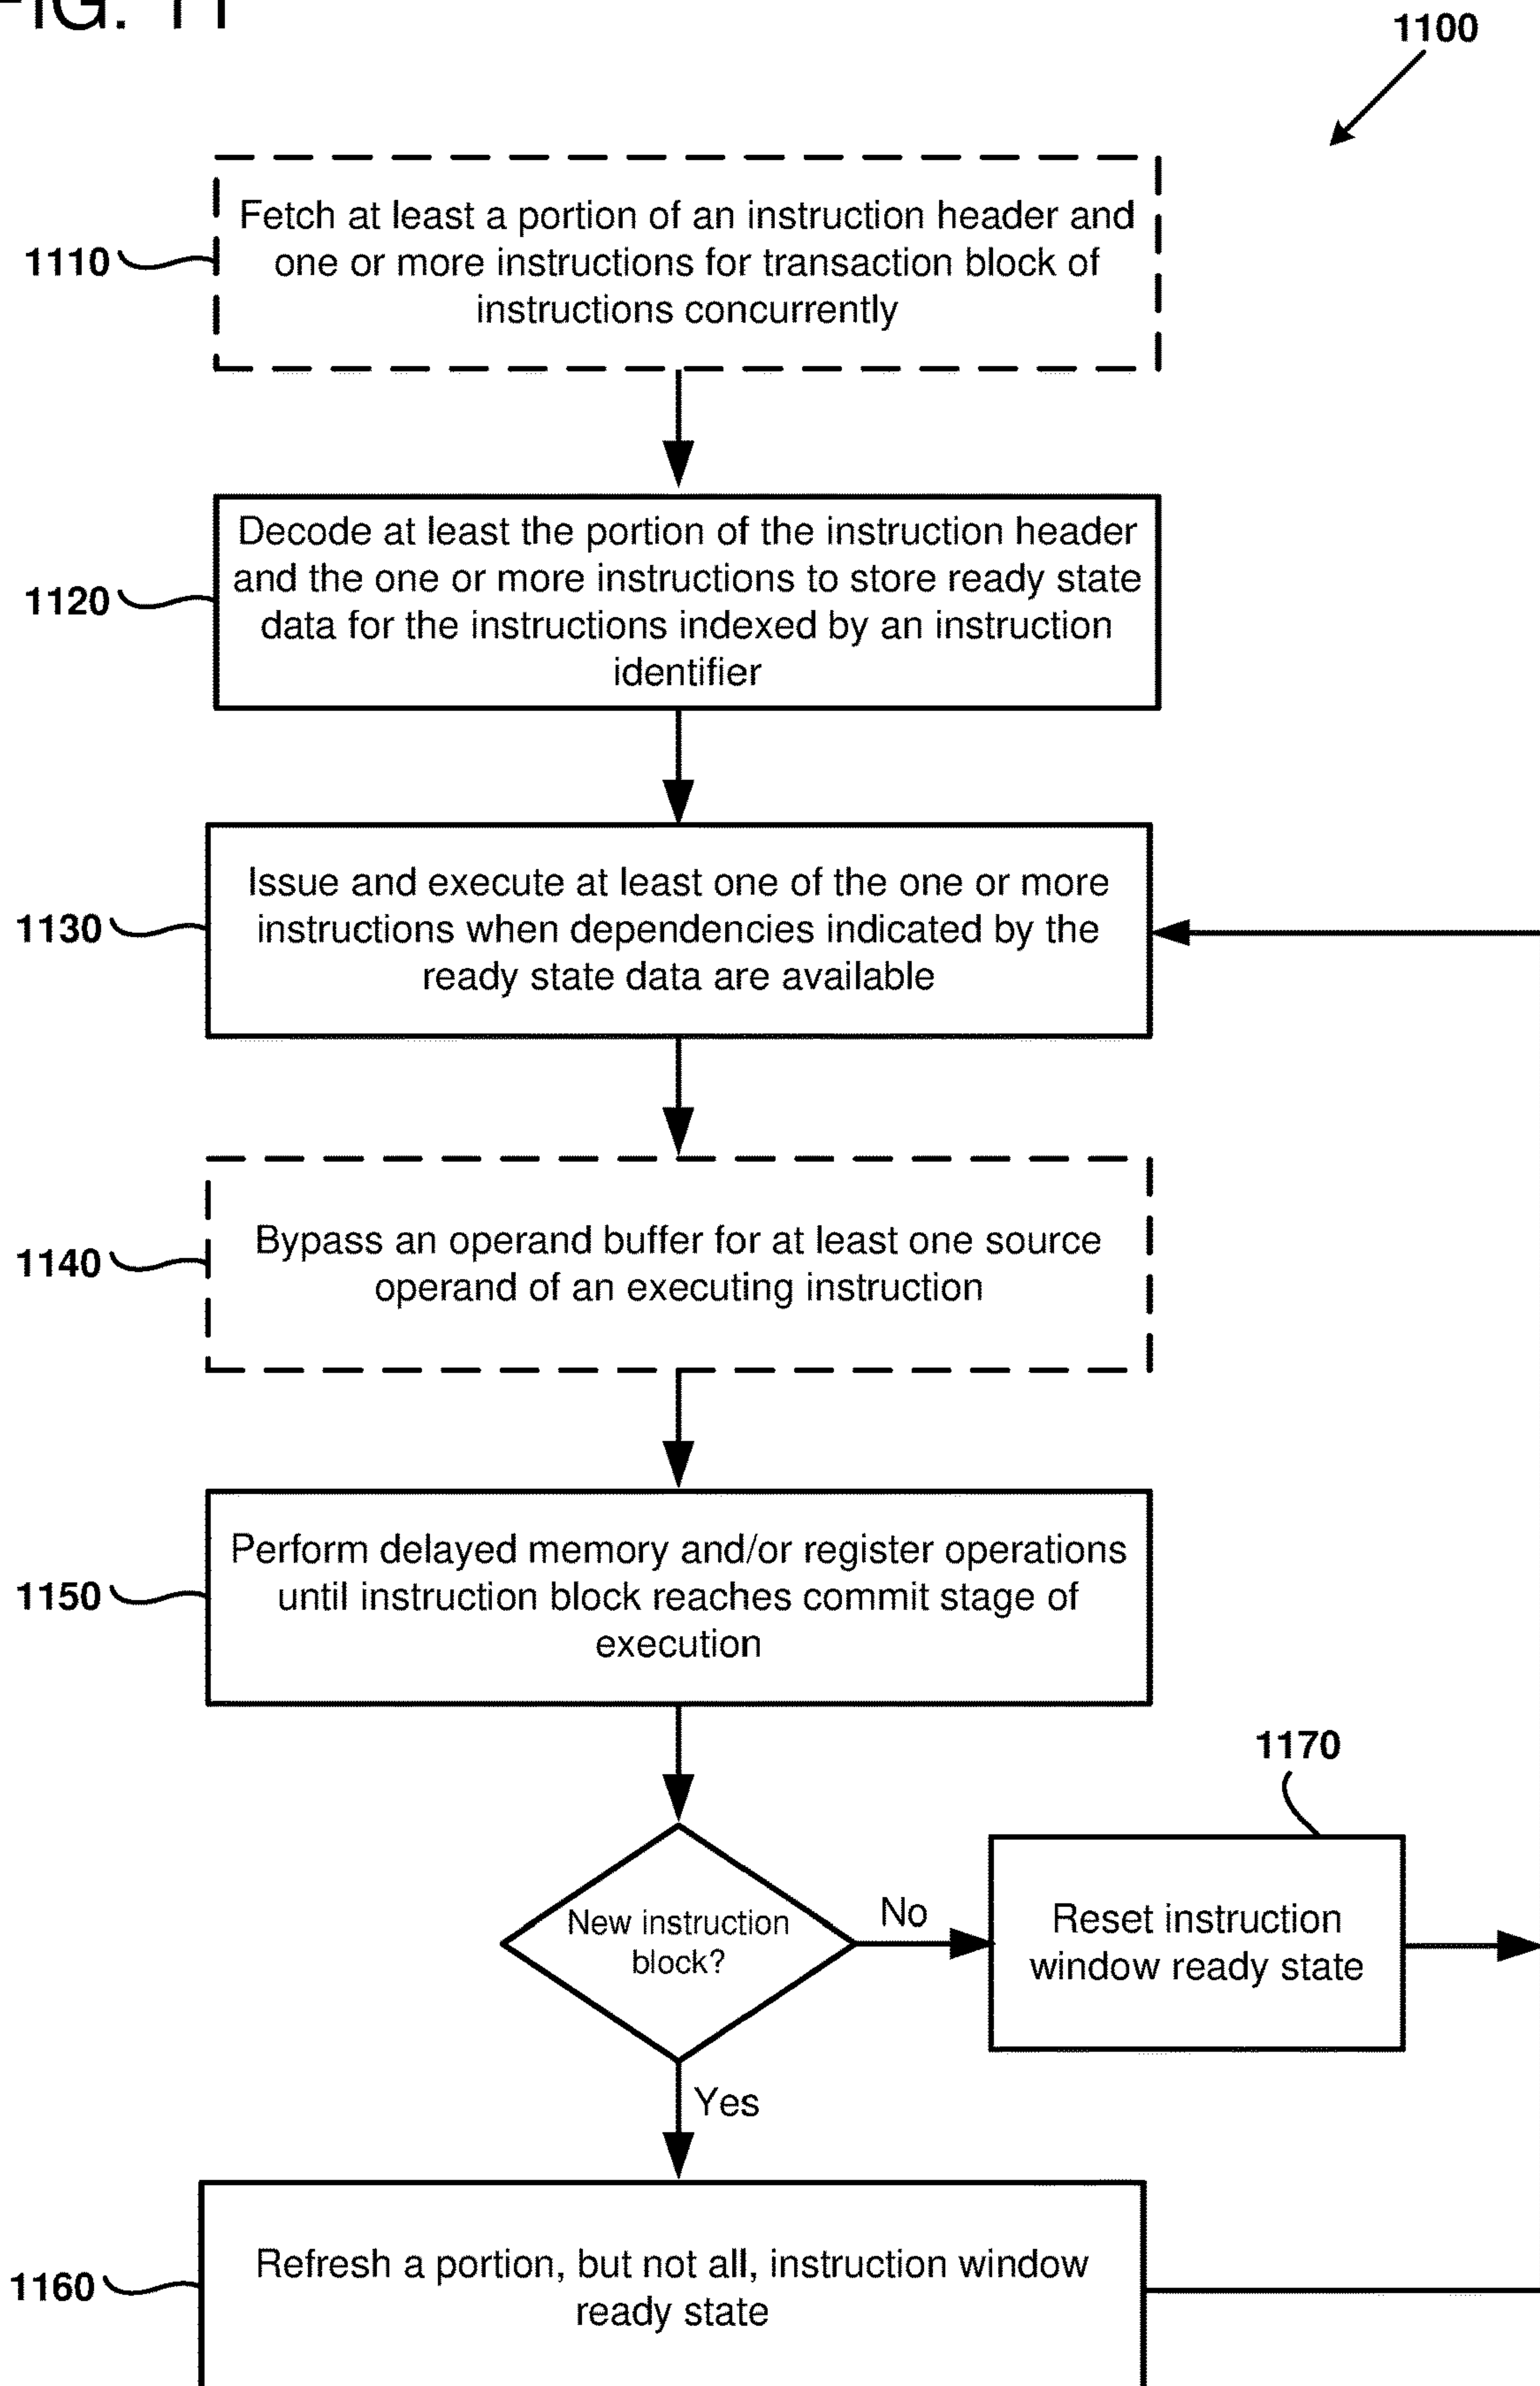 FIG. 11
1100
1110
Fetch at least a portion of an instruction header and
one or more instructions for transaction block of
instructions concurrently
1120
Decode at least the portion of the instruction header
and the one or more instructions to store ready state
data for the instructions indexed by an instruction
identifier
1130
Issue and execute at least one of the one or more
instructions when dependencies indicated by the
ready state data are available
1140
Bypass an operand buffer for at least one source
operand of an executing instruction
1150
Perform delayed memory and/or register operations
until instruction block reaches commit stage of
execution
New instruction
block?
No
1170
Reset instruction
window ready state
Yes
1160
Refresh a portion, but not all, instruction window
ready state